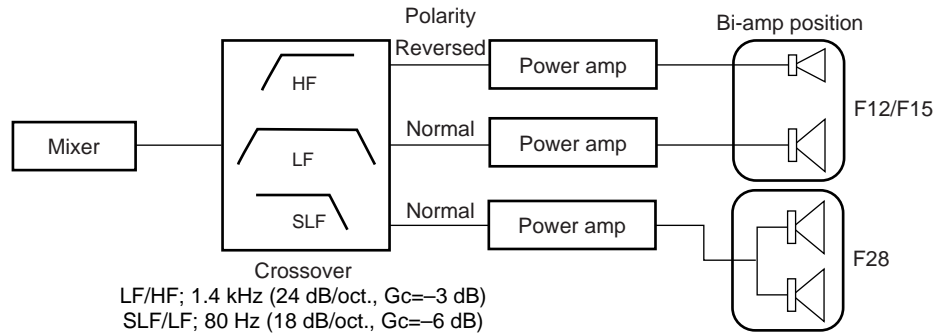 Polarity
Reversed
Bi-amp position
Power amp
HF
F12/F15
Mixer
Normal
Power amp
LF
Normal
Power amp
SLF
F28
Crossover
LF/HF; 1.4 kHz (24 dB/oct., Gc=–3 dB)
SLF/LF; 80 Hz (18 dB/oct., Gc=–6 dB)